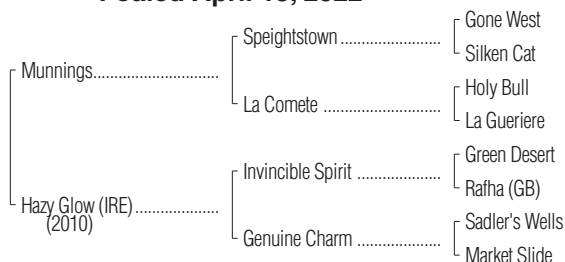 Foaled April 18, 2022
Gone West
Speightstown
Silken Cat
Munnings
Holy Bull
La Comete
La Gueriere
Green Desert
Invincible Spirit
Rafha (GB)
Hazy Glow (IRE)
(2010)
Sadler's Wells
Genuine Charm
Market Slide